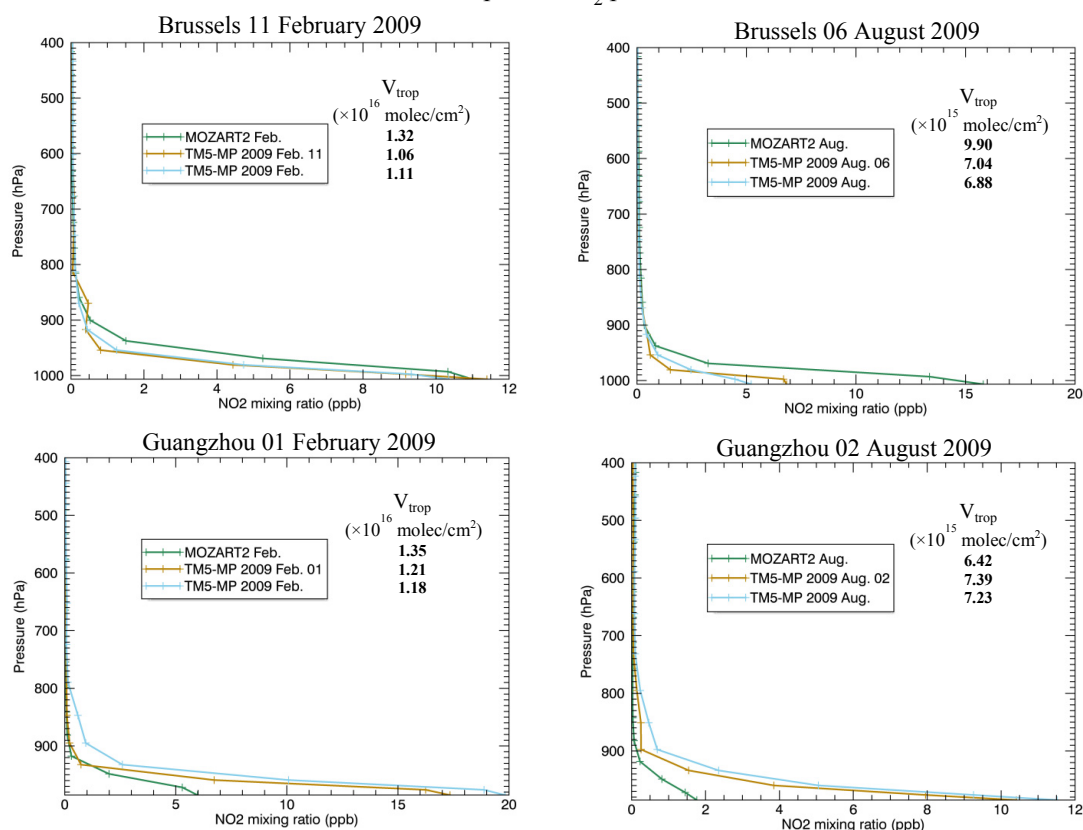 Brussels 11 February 2009
400
500
600
700
800
900
1000
Pressure (hPa)
V_trop
(×10^16 molec/cm^2)
MOZART2 Feb. 1.32
TM5-MP 2009 Feb. 11 1.06
TM5-MP 2009 Feb. 1.11
0 2 4 6 8 10 12
NO2 mixing ratio (ppb)
Brussels 06 August 2009
400
500
600
700
800
900
1000
Pressure (hPa)
V_trop
(×10^15 molec/cm^2)
MOZART2 Aug. 9.90
TM5-MP 2009 Aug. 06 7.04
TM5-MP 2009 Aug. 6.88
0 5 10 15 20
NO2 mixing ratio (ppb)
Guangzhou 01 February 2009
400
500
600
700
800
900
Pressure (hPa)
V_trop
(×10^16 molec/cm^2)
MOZART2 Feb. 1.35
TM5-MP 2009 Feb. 01 1.21
TM5-MP 2009 Feb. 1.18
0 5 10 15 20
NO2 mixing ratio (ppb)
Guangzhou 02 August 2009
400
500
600
700
800
900
Pressure (hPa)
V_trop
(×10^15 molec/cm^2)
MOZART2 Aug. 6.42
TM5-MP 2009 Aug. 02 7.39
TM5-MP 2009 Aug. 7.23
0 2 4 6 8 10 12
NO2 mixing ratio (ppb)